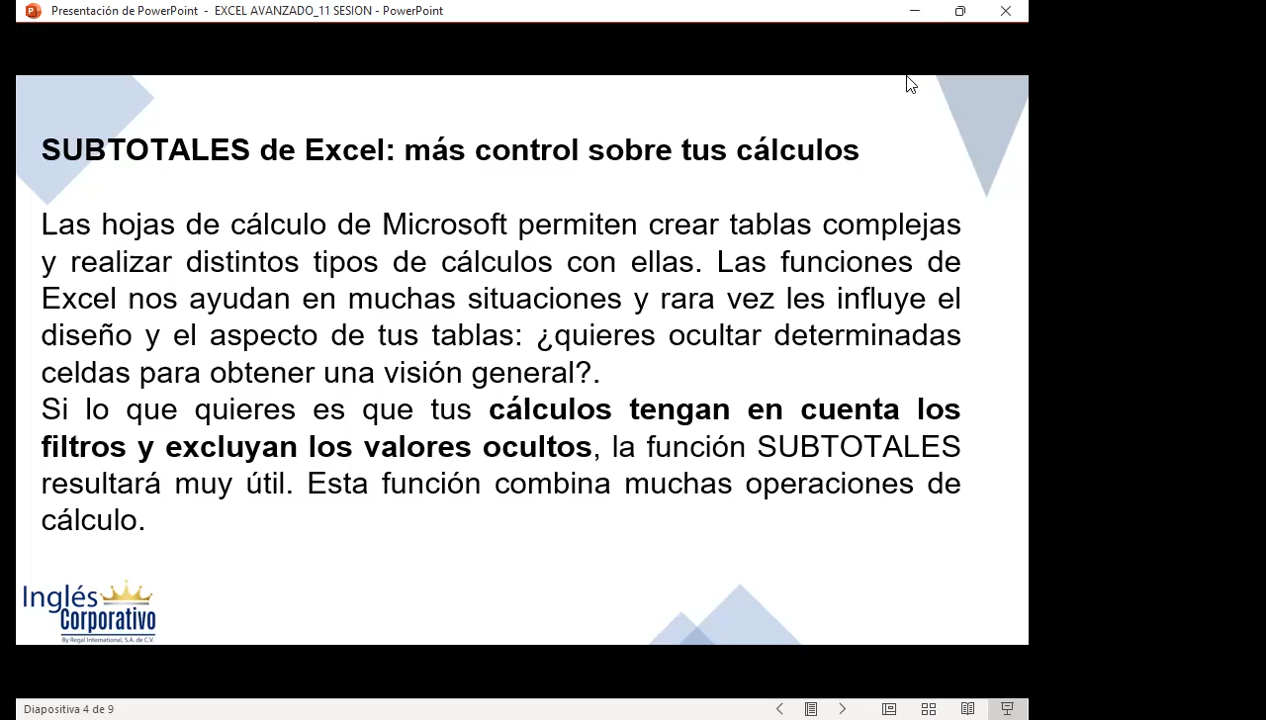 Presentación de PowerPoint - EXCEL AVANZADO_11 SESION - PowerPoint
SUBTOTALES de Excel: más control sobre tus cálculos
Las hojas de cálculo de Microsoft permiten crear tablas complejas
y realizar distintos tipos de cálculos con ellas. Las funciones de
Excel nos ayudan en muchas situaciones y rara vez les influye el
diseño y el aspecto de tus tablas: ¿quieres ocultar determinadas
celdas para obtener una visión general?.
Si lo que quieres es que tus cálculos tengan en cuenta los
filtros y excluyan los valores ocultos, la función SUBTOTALES
resultará muy útil. Esta función combina muchas operaciones de
cálculo.
Inglés
Corporativo
By Regal International, S.A. de C.V.
Diapositiva 4 de 9